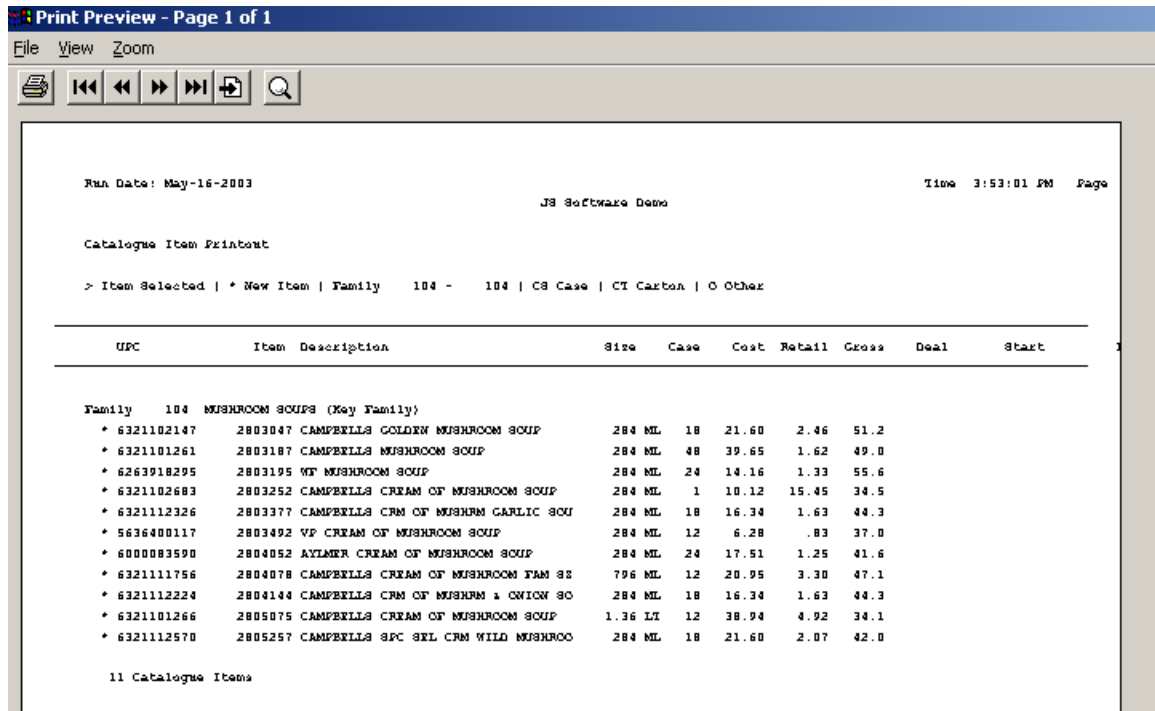 Print Preview - Page 1 of 1
File View Zoom
Run Date: May-16-2003 Time 3:53:01 PM Page
JS Software Demo
Catalogue Item Printout
> Item Selected | * New Item | Family 104 - 104 | CS Case | CT Carton | O Other
UPC Item Description Size Case Cost Retail Gross Deal Start
Family 104 MUSHROOM SOUPS (Key Family)
* 6321102147 2803047 CAMPBELLS GOLDEN MUSHROOM SOUP 284 ML 18 21.60 2.46 51.2
* 6321101261 2803187 CAMPBELLS MUSHROOM SOUP 284 ML 48 39.65 1.62 49.0
* 6263918295 2803195 WF MUSHROOM SOUP 284 ML 24 14.16 1.33 55.6
* 6321102683 2803252 CAMPBELLS CREAM OF MUSHROOM SOUP 284 ML 1 10.12 15.45 34.5
* 6321112326 2803377 CAMPBELLS CRM OF MUSHRM GARLIC SOU 284 ML 18 16.34 1.63 44.3
* 5636400117 2803492 VP CREAM OF MUSHROOM SOUP 284 ML 12 6.28 .83 37.0
* 6000083590 2804052 AYLMER CREAM OF MUSHROOM SOUP 284 ML 24 17.51 1.25 41.6
* 6321111756 2804078 CAMPBELLS CREAM OF MUSHROOM FAM SZ 796 ML 12 20.95 3.30 47.1
* 6321112224 2804144 CAMPBELLS CRM OF MUSHRM & ONION SO 284 ML 18 16.34 1.63 44.3
* 6321101266 2805075 CAMPBELLS CREAM OF MUSHROOM SOUP 1.36 LT 12 38.94 4.92 34.1
* 6321112570 2805257 CAMPBELLS SPC SEL CRM WILD MUSHROO 284 ML 18 21.60 2.07 42.0
11 Catalogue Items